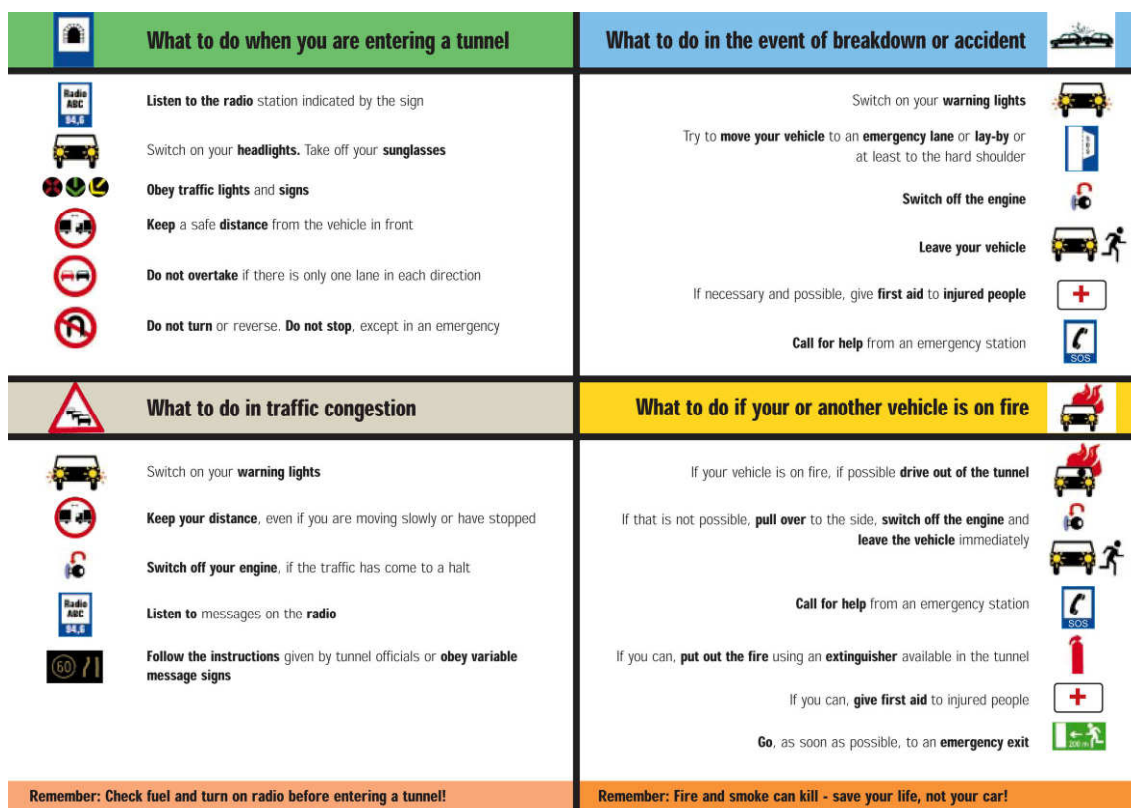 What to do when you are entering a tunnel
Radio
ABC
94,6
Listen to the radio station indicated by the sign
Switch on your headlights. Take off your sunglasses
Obey traffic lights and signs
Keep a safe distance from the vehicle in front
Do not overtake if there is only one lane in each direction
Do not turn or reverse. Do not stop, except in an emergency
What to do in the event of breakdown or accident
Switch on your warning lights
Try to move your vehicle to an emergency lane or lay-by or
at least to the hard shoulder
SOS
Switch off the engine
Leave your vehicle
If necessary and possible, give first aid to injured people
Call for help from an emergency station
SOS
What to do in traffic congestion
Switch on your warning lights
Keep your distance, even if you are moving slowly or have stopped
Switch off your engine, if the traffic has come to a halt
Radio
ABC
94,6
Listen to messages on the radio
60
Follow the instructions given by tunnel officials or obey variable
message signs
Remember: Check fuel and turn on radio before entering a tunnel!
What to do if your or another vehicle is on fire
If your vehicle is on fire, if possible drive out of the tunnel
If that is not possible, pull over to the side, switch off the engine and
leave the vehicle immediately
Call for help from an emergency station
SOS
If you can, put out the fire using an extinguisher available in the tunnel
If you can, give first aid to injured people
Go, as soon as possible, to an emergency exit
200 m
Remember: Fire and smoke can kill - save your life, not your car!